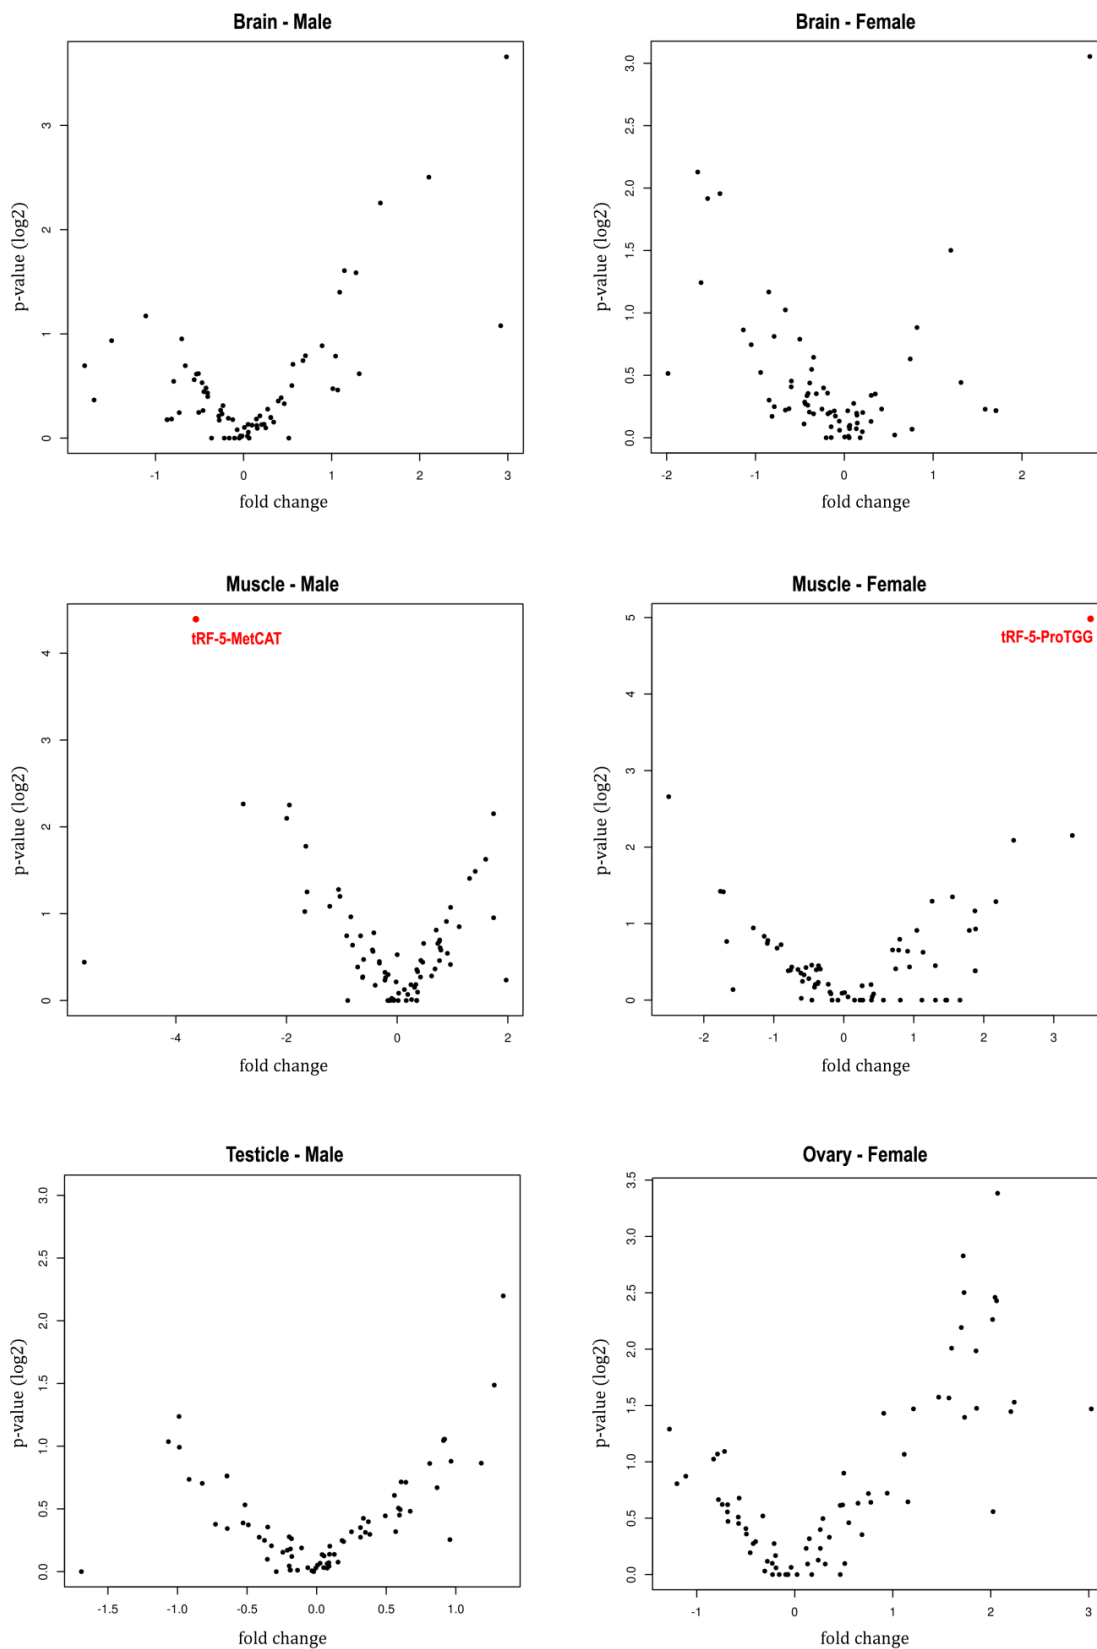 Brain - Male
p-value (log2)
3
2
1
0
-1 0 1 2 3
fold change
Brain - Female
p-value (log2)
3.0
2.5
2.0
1.5
1.0
0.5
0.0
-2 -1 0 1 2
fold change
Muscle - Male
tRF-5-MetCAT
p-value (log2)
4
3
2
1
0
-4 -2 0 2
fold change
Muscle - Female
tRF-5-ProTGG
p-value (log2)
5
4
3
2
1
0
-2 -1 0 1 2 3
fold change
Testicle - Male
p-value (log2)
3.0
2.5
2.0
1.5
1.0
0.5
0.0
-1.5 -1.0 -0.5 0.0 0.5 1.0
fold change
Ovary - Female
p-value (log2)
3.5
3.0
2.5
2.0
1.5
1.0
0.5
0.0
-1 0 1 2 3
fold change